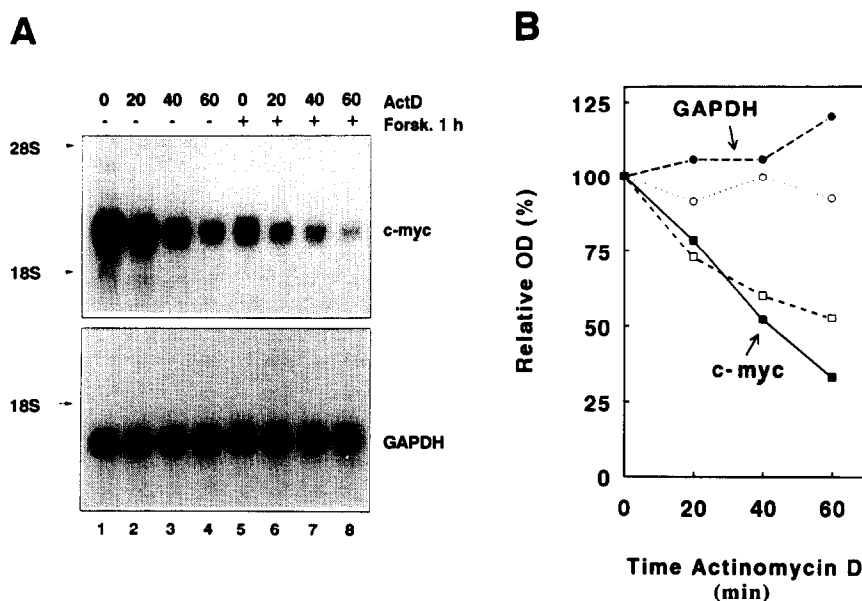 A
0 20 40 60 0 20 40 60 ActD
- - - - + + + + Forsk. 1 h
28S
c-myc
18S
18S
GAPDH
1 2 3 4 5 6 7 8
B
125
GAPDH
100
75
50
c-myc
25
0
0 20 40 60
Relative OD (%)
Time Actinomycin D
(min)